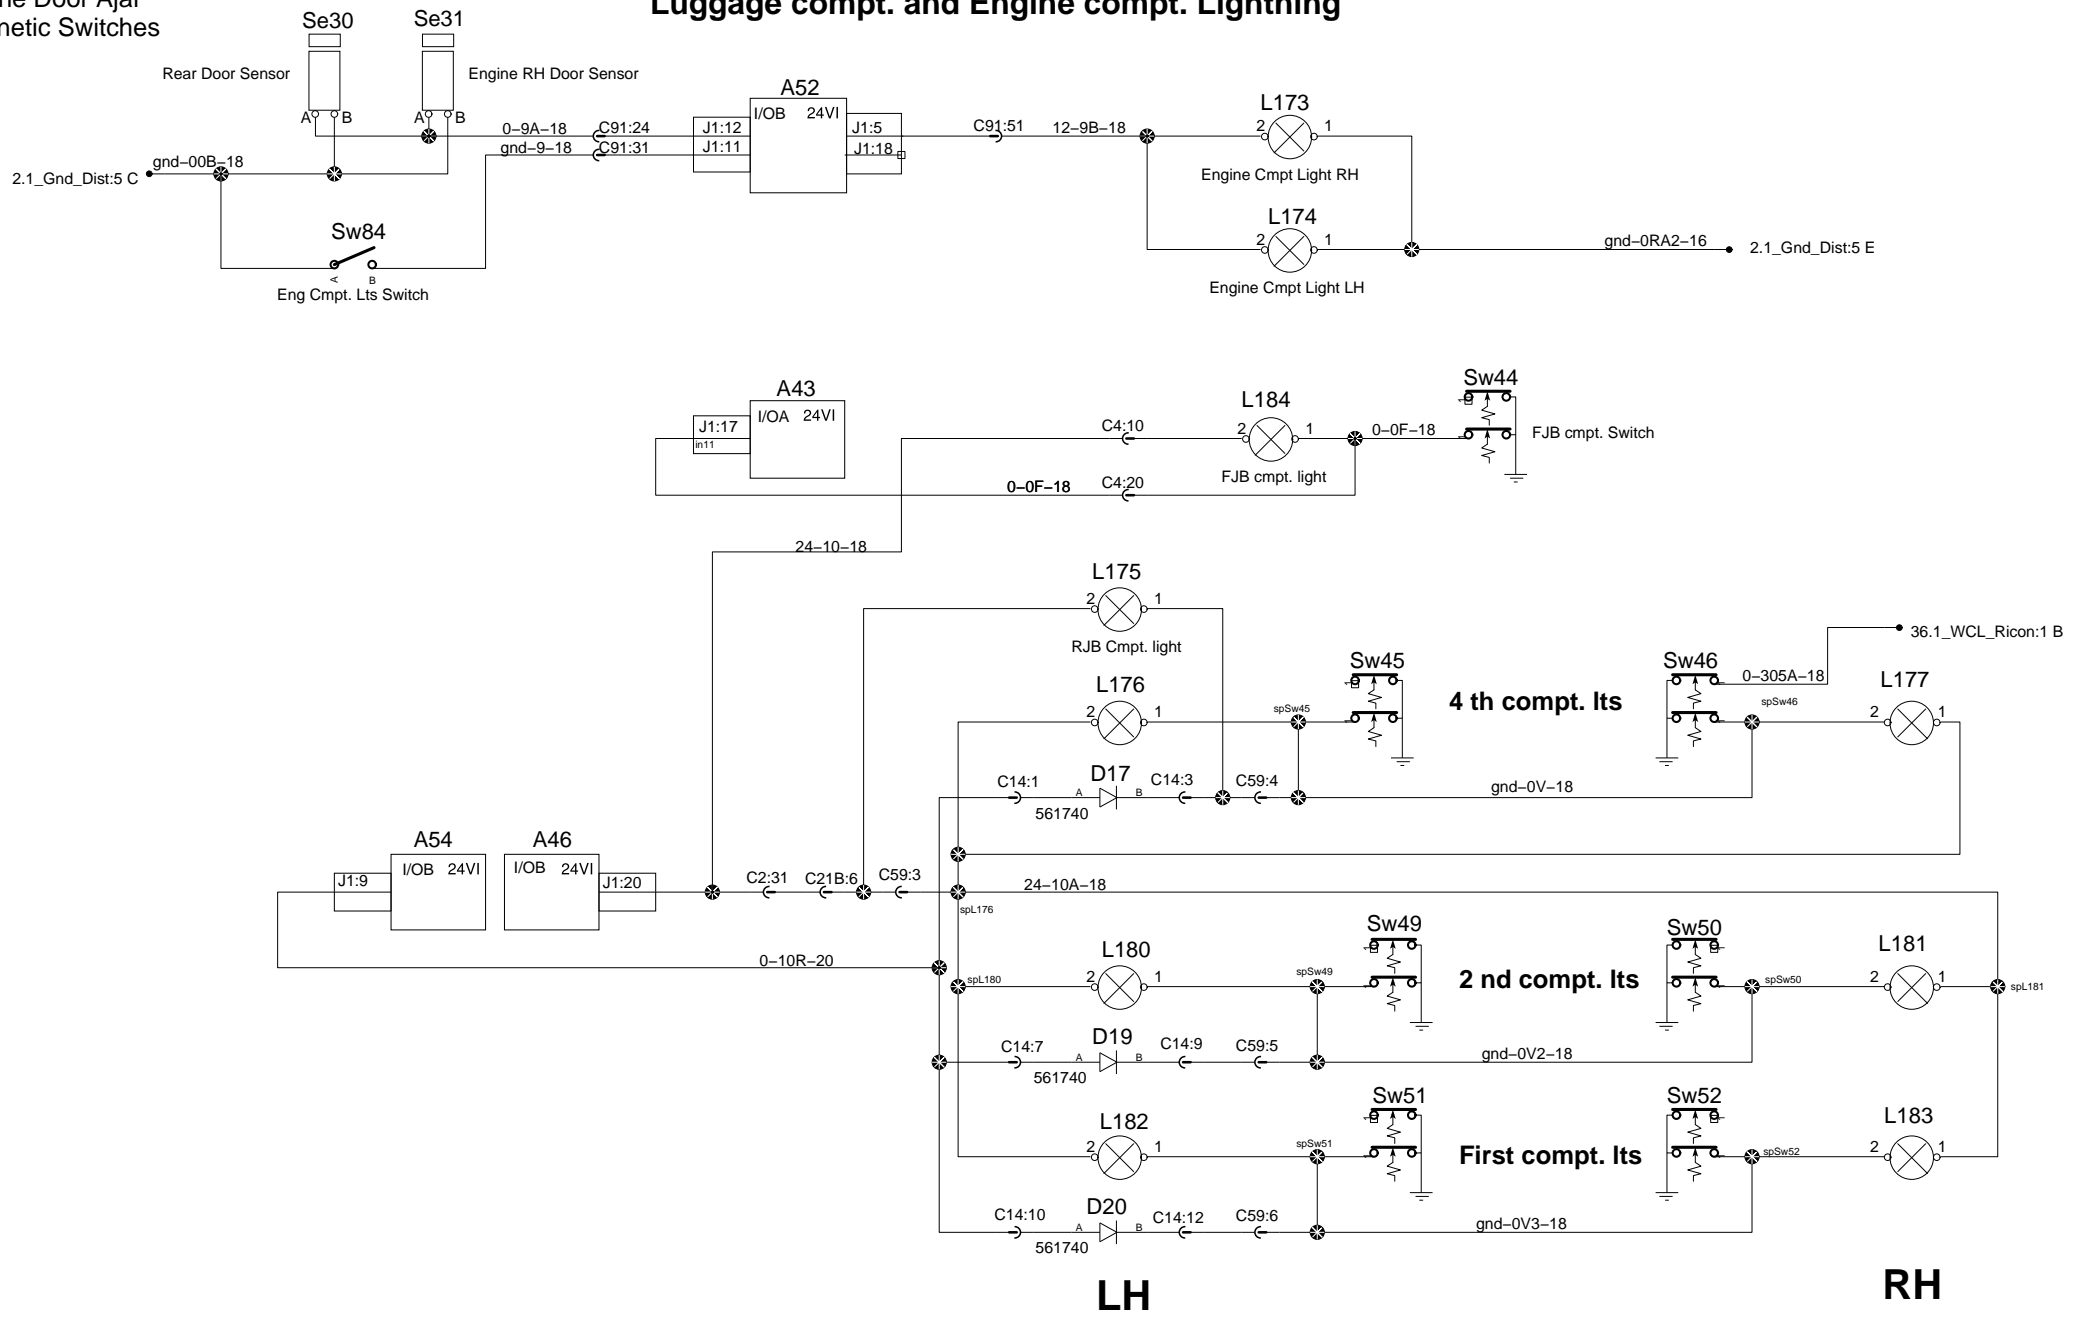 Luggage compt. and Engine compt. Lightning
Door Ajar
Switches
Se30
Se31
Rear Door Sensor
Engine RH Door Sensor
A B
A B
A52
I/OB 24VI
0-9A-18
C91:24
J1:12
J1:5
C91:51
12-9B-18
gnd-9-18
C91:31
J1:11
J1:18
gnd-00B-18
2.1_Gnd_Dist:5 C
Sw84
A B
Eng Cmpt. Lts Switch
L173
2 1
Engine Cmpt Light RH
L174
2 1
Engine Cmpt Light LH
gnd-0RA2-16
2.1_Gnd_Dist:5 E
A43
I/OA 24VI
J1:17
in11
C4:10
L184
2 1
FJB cmpt. light
0-0F-18
Sw44
FJB cmpt. Switch
0-0F-18
C4:20
24-10-18
L175
2 1
RJB Cmpt. light
L176
2 1
spSw45
Sw45
4 th compt. lts
Sw46
0-305A-18
36.1_WCL_Ricon:1 B
spSw46
L177
2 1
C14:1
D17
A B
561740
C14:3
C59:4
gnd-0V-18
A54
I/OB 24VI
J1:9
A46
I/OB 24VI
J1:20
C2:31
C21B:6
C59:3
24-10A-18
spL176
0-10R-20
spL180
L180
2 1
spSw49
Sw49
2 nd compt. lts
Sw50
spSw50
L181
2 1
spL181
C14:7
D19
A B
561740
C14:9
C59:5
gnd-0V2-18
L182
2 1
spSw51
Sw51
First compt. lts
Sw52
spSw52
L183
2 1
C14:10
D20
A B
561740
C14:12
C59:6
gnd-0V3-18
LH
RH